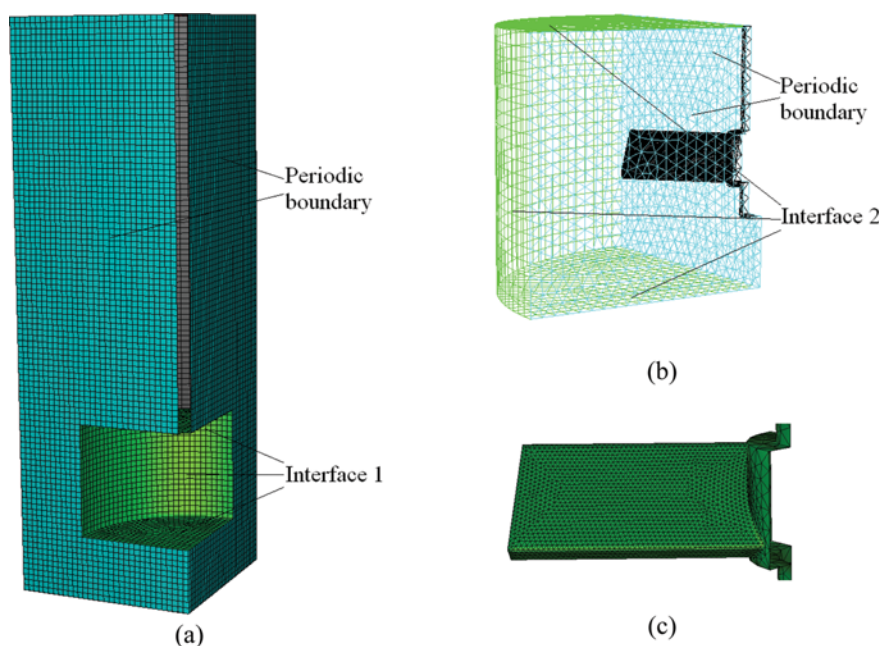 Periodic
boundary
Interface 1
(a)
Periodic
boundary
Interface 2
(b)
(c)